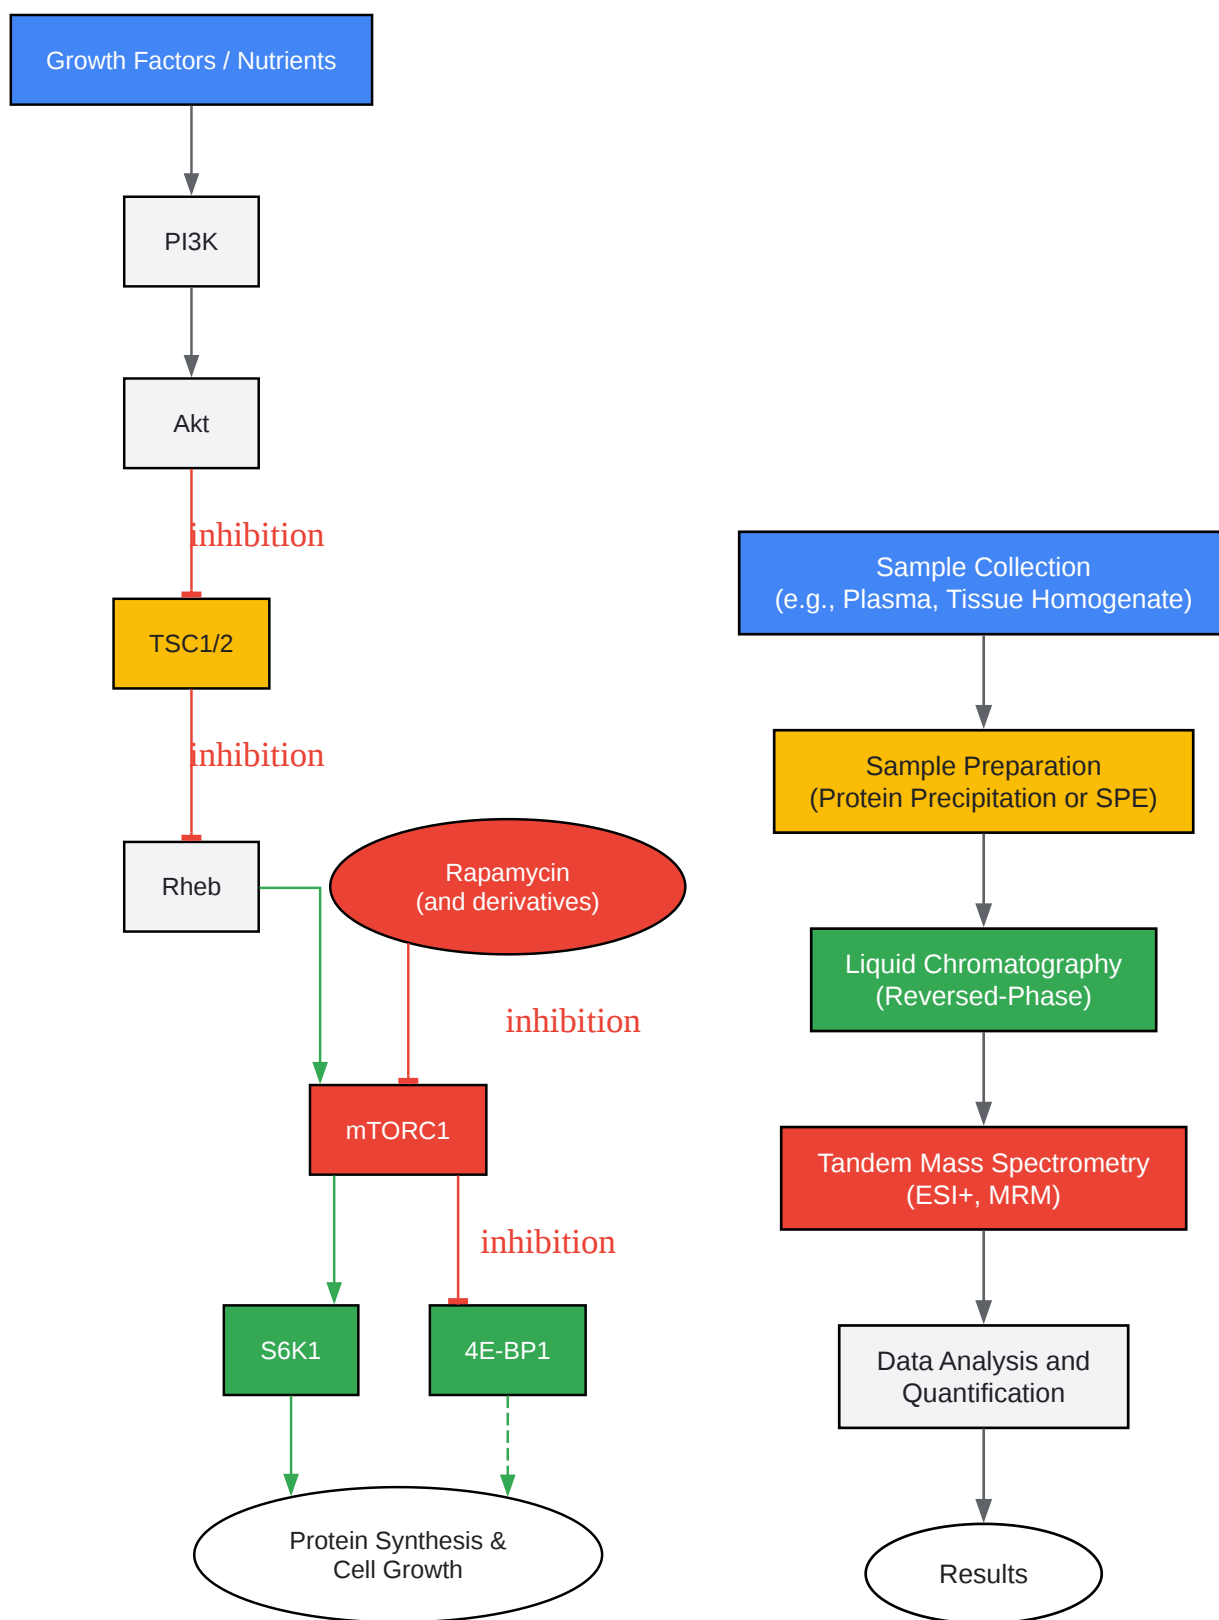 Growth Factors / Nutrients
PI3K
Akt
inhibition
TSC1/2
inhibition
Rheb
Rapamycin
(and derivatives)
inhibition
mTORC1
inhibition
S6K1
4E-BP1
Protein Synthesis &
Cell Growth
Sample Collection
(e.g., Plasma, Tissue Homogenate)
Sample Preparation
(Protein Precipitation or SPE)
Liquid Chromatography
(Reversed-Phase)
Tandem Mass Spectrometry
(ESI+, MRM)
Data Analysis and
Quantification
Results